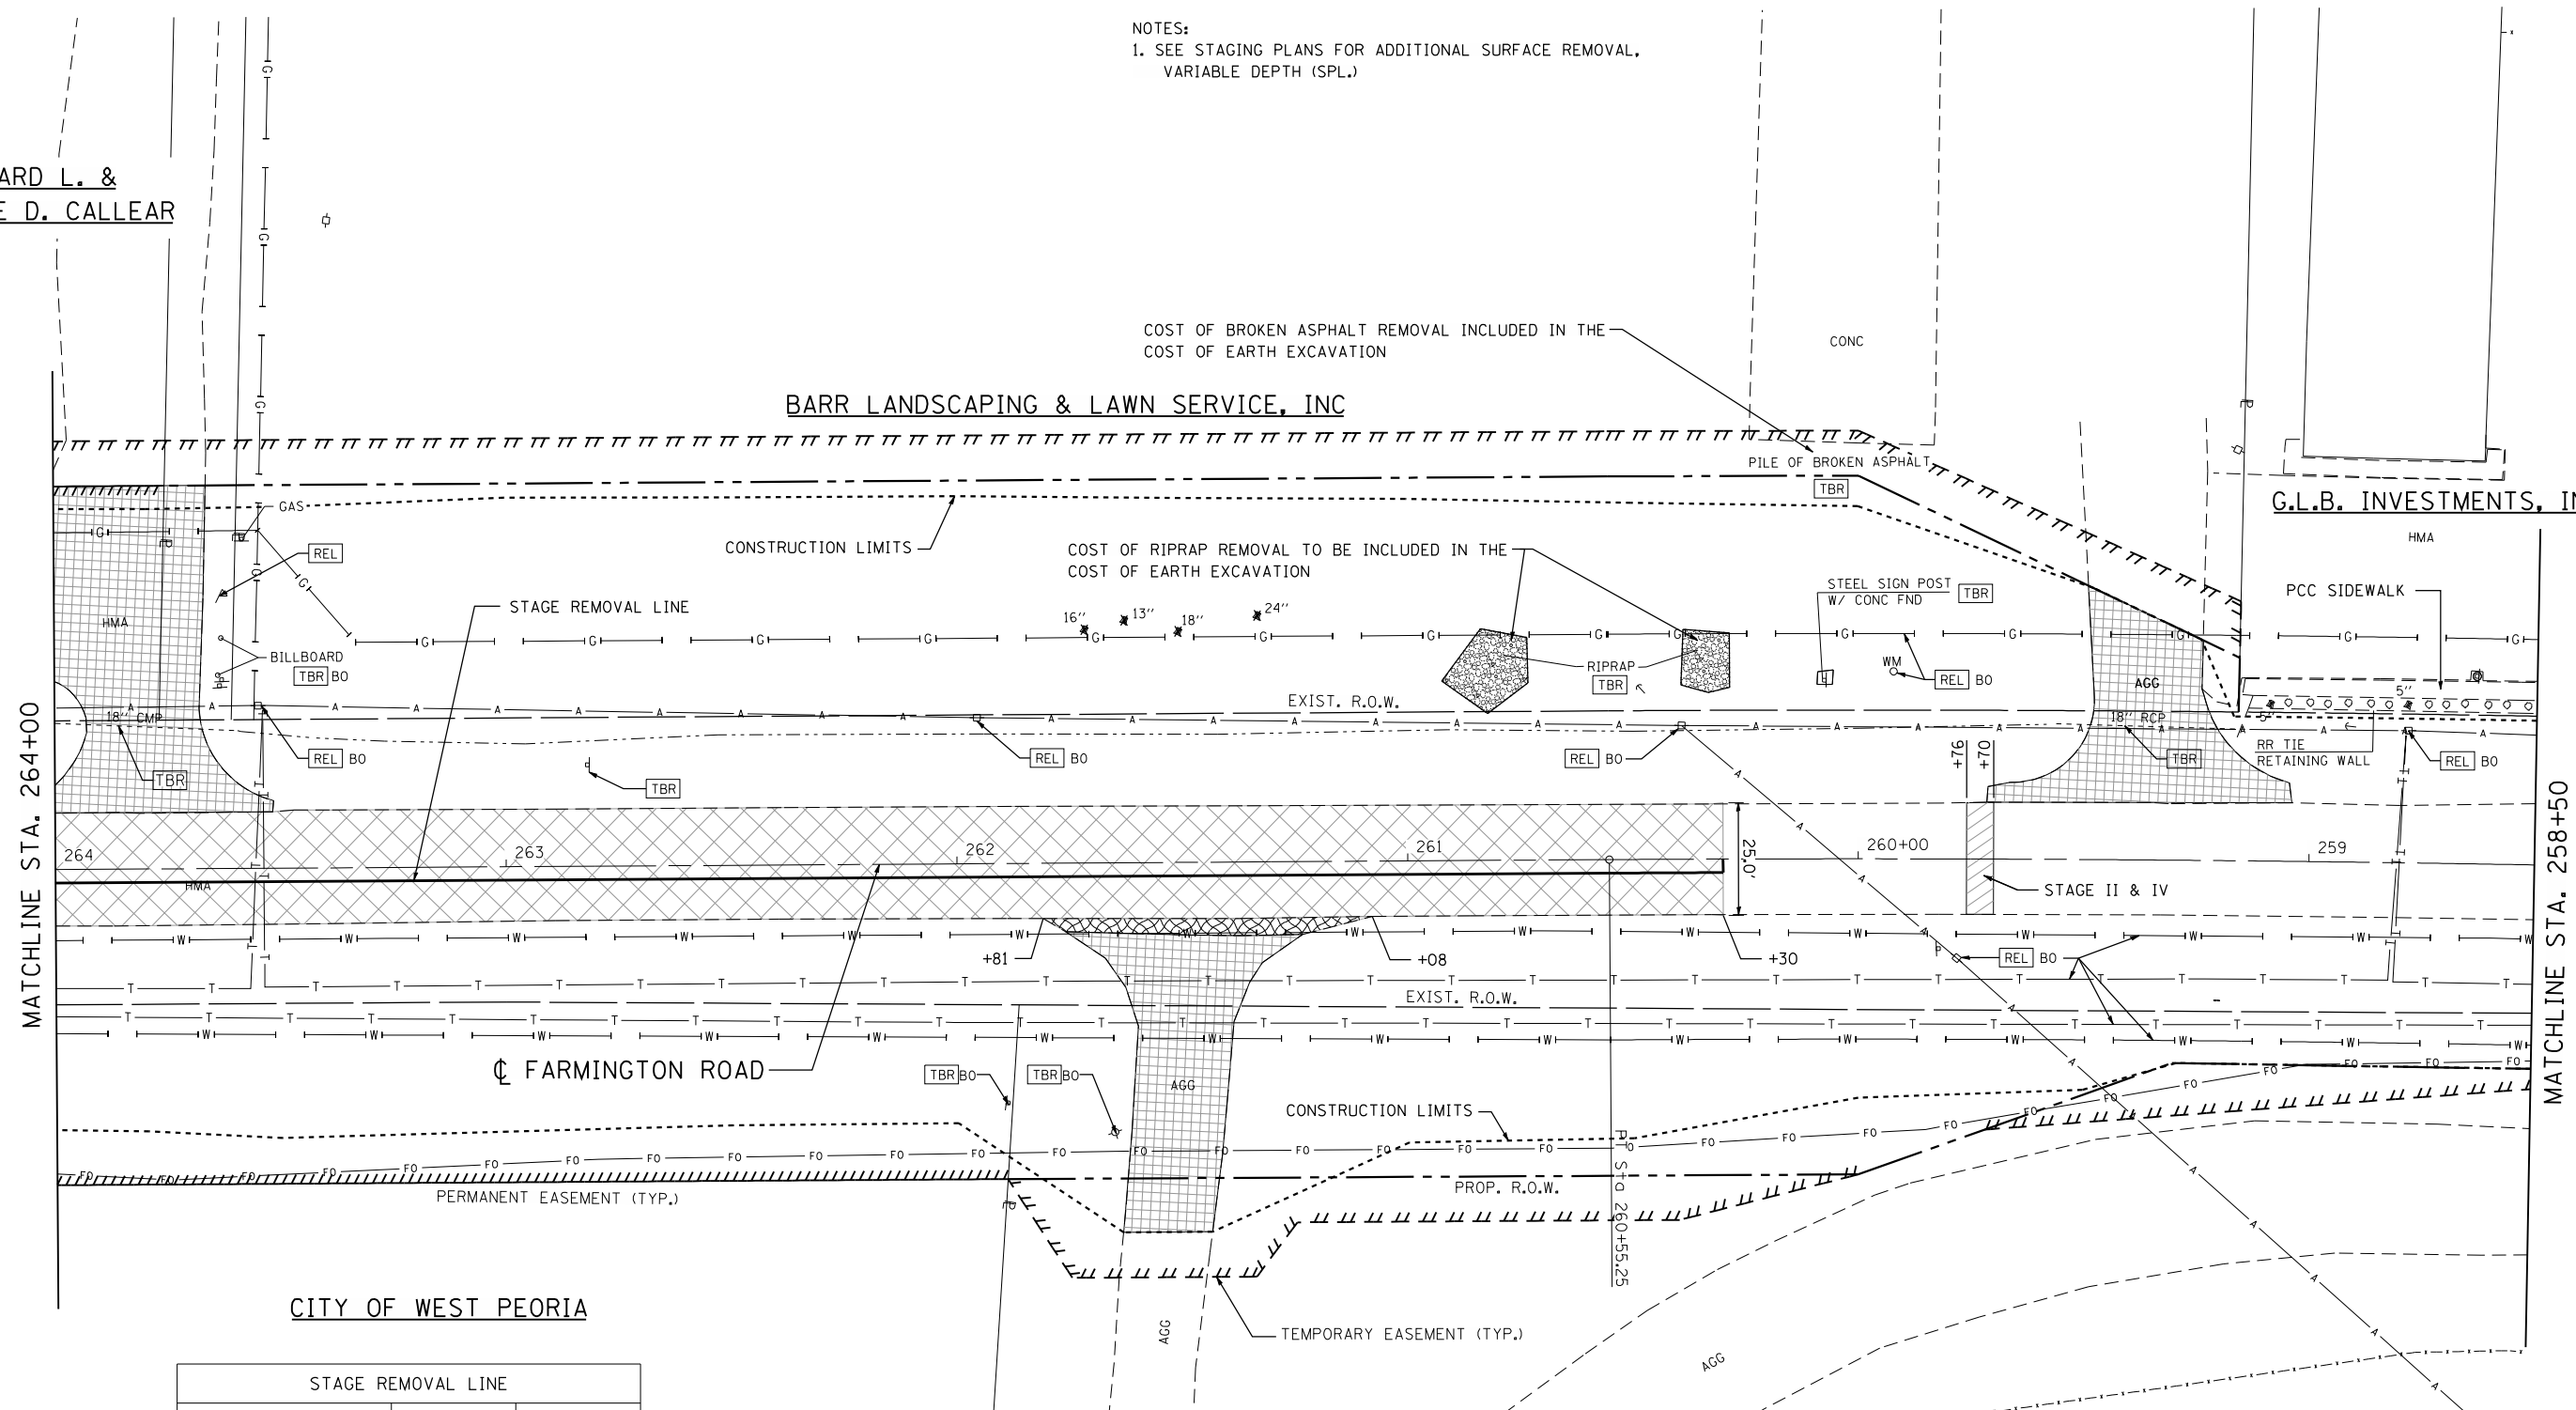 NOTES:
1. SEE STAGING PLANS FOR ADDITIONAL SURFACE REMOVAL,
VARIABLE DEPTH (SPL.)
ARD L. &
E D. CALLEAR
G
G
G
G
COST OF BROKEN ASPHALT REMOVAL INCLUDED IN THE
COST OF EARTH EXCAVATION
CONC
BARR LANDSCAPING & LAWN SERVICE, INC
PILE OF BROKEN ASPHALT
TBR
G.L.B. INVESTMENTS, IN
HMA
GAS
CONSTRUCTION LIMITS
COST OF RIPRAP REMOVAL TO BE INCLUDED IN THE
COST OF EARTH EXCAVATION
REL
STEEL SIGN POST
W/ CONC FND
TBR
PCC SIDEWALK
STAGE REMOVAL LINE
16"
13"
18"
24"
HMA
BILLBOARD
TBR BO
RIPRAP
TBR
WM
REL BO
AGG
5"
5"
EXIST. R.O.W.
18" CMP
18" RCP
TBR
REL BO
REL BO
REL BO
TBR
RR TIE
RETAINING WALL
REL BO
TBR
+76
+70
MATCHLINE STA. 264+00
264
263
262
261
260+00
259
25.0'
HMA
STAGE II & IV
MATCHLINE STA. 258+50
+81
+08
+30
REL BO
EXIST. R.O.W.
℄ FARMINGTON ROAD
TBR BO
TBR BO
AGG
CONSTRUCTION LIMITS
PERMANENT EASEMENT (TYP.)
PROP. R.O.W.
PI Sta 260+55.25
CITY OF WEST PEORIA
AGG
TEMPORARY EASEMENT (TYP.)
AGG
STAGE REMOVAL LINE